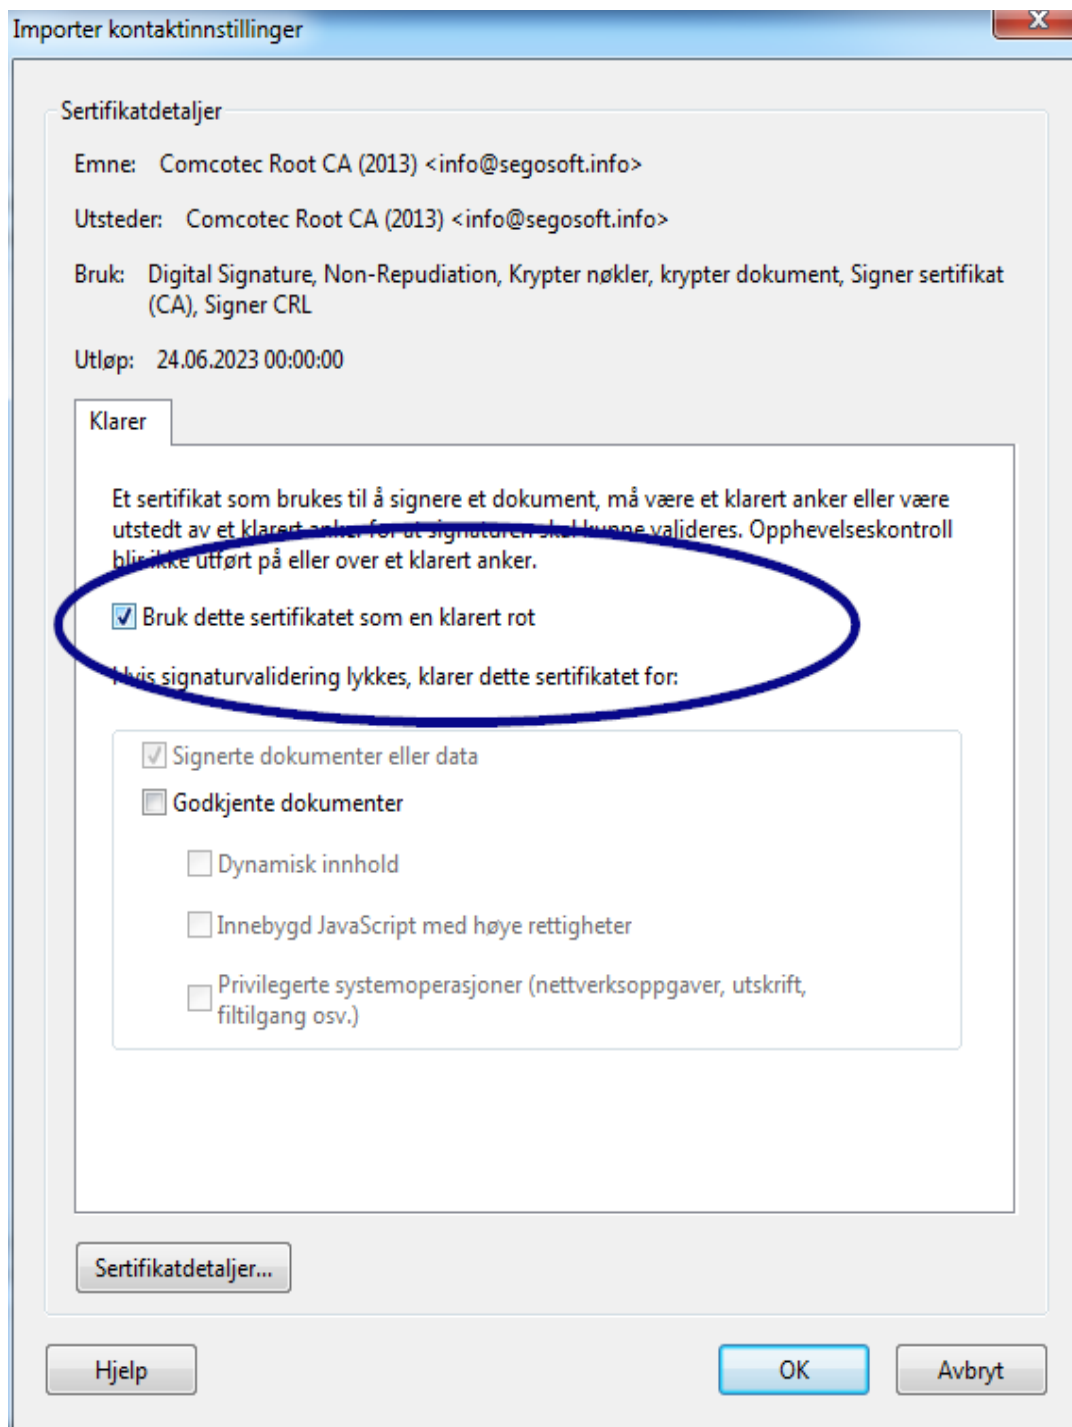 Importer kontaktinnstillinger
x
Sertifikatdetaljer
Emne: Comcotec Root CA (2013) <info@segosoft.info>
Utsteder: Comcotec Root CA (2013) <info@segosoft.info>
Bruk: Digital Signature, Non-Repudiation, Krypter nøkler, krypter dokument, Signer sertifikat
(CA), Signer CRL
Utløp: 24.06.2023 00:00:00
Klarer
Et sertifikat som brukes til å signere et dokument, må være et klarert anker eller være
utstedt av et klarert anker for at signaturen skal kunne valideres. Opphevelseskontroll
blir ikke utført på eller over et klarert anker.
Bruk dette sertifikatet som en klarert rot
Hvis signaturvalidering lykkes, klarer dette sertifikatet for:
Signerte dokumenter eller data
Godkjente dokumenter
Dynamisk innhold
Innebygd JavaScript med høye rettigheter
Privilegerte systemoperasjoner (nettverksoppgaver, utskrift,
filtilgang osv.)
Sertifikatdetaljer...
Hjelp
OK
Avbryt